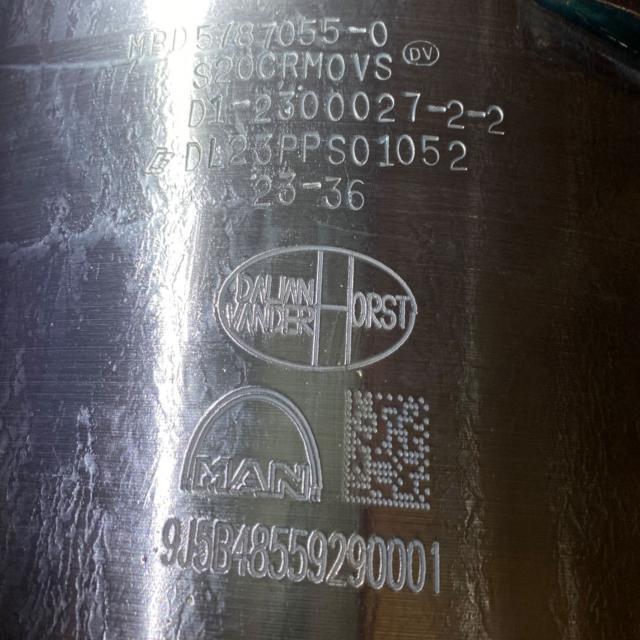 MBD5787055-0
S20CRMOVS DV
D1-2300027-2-2
DL23PPS01052
23-36
DALIAN
VANDER HORST
MAN
9J5B48559290001